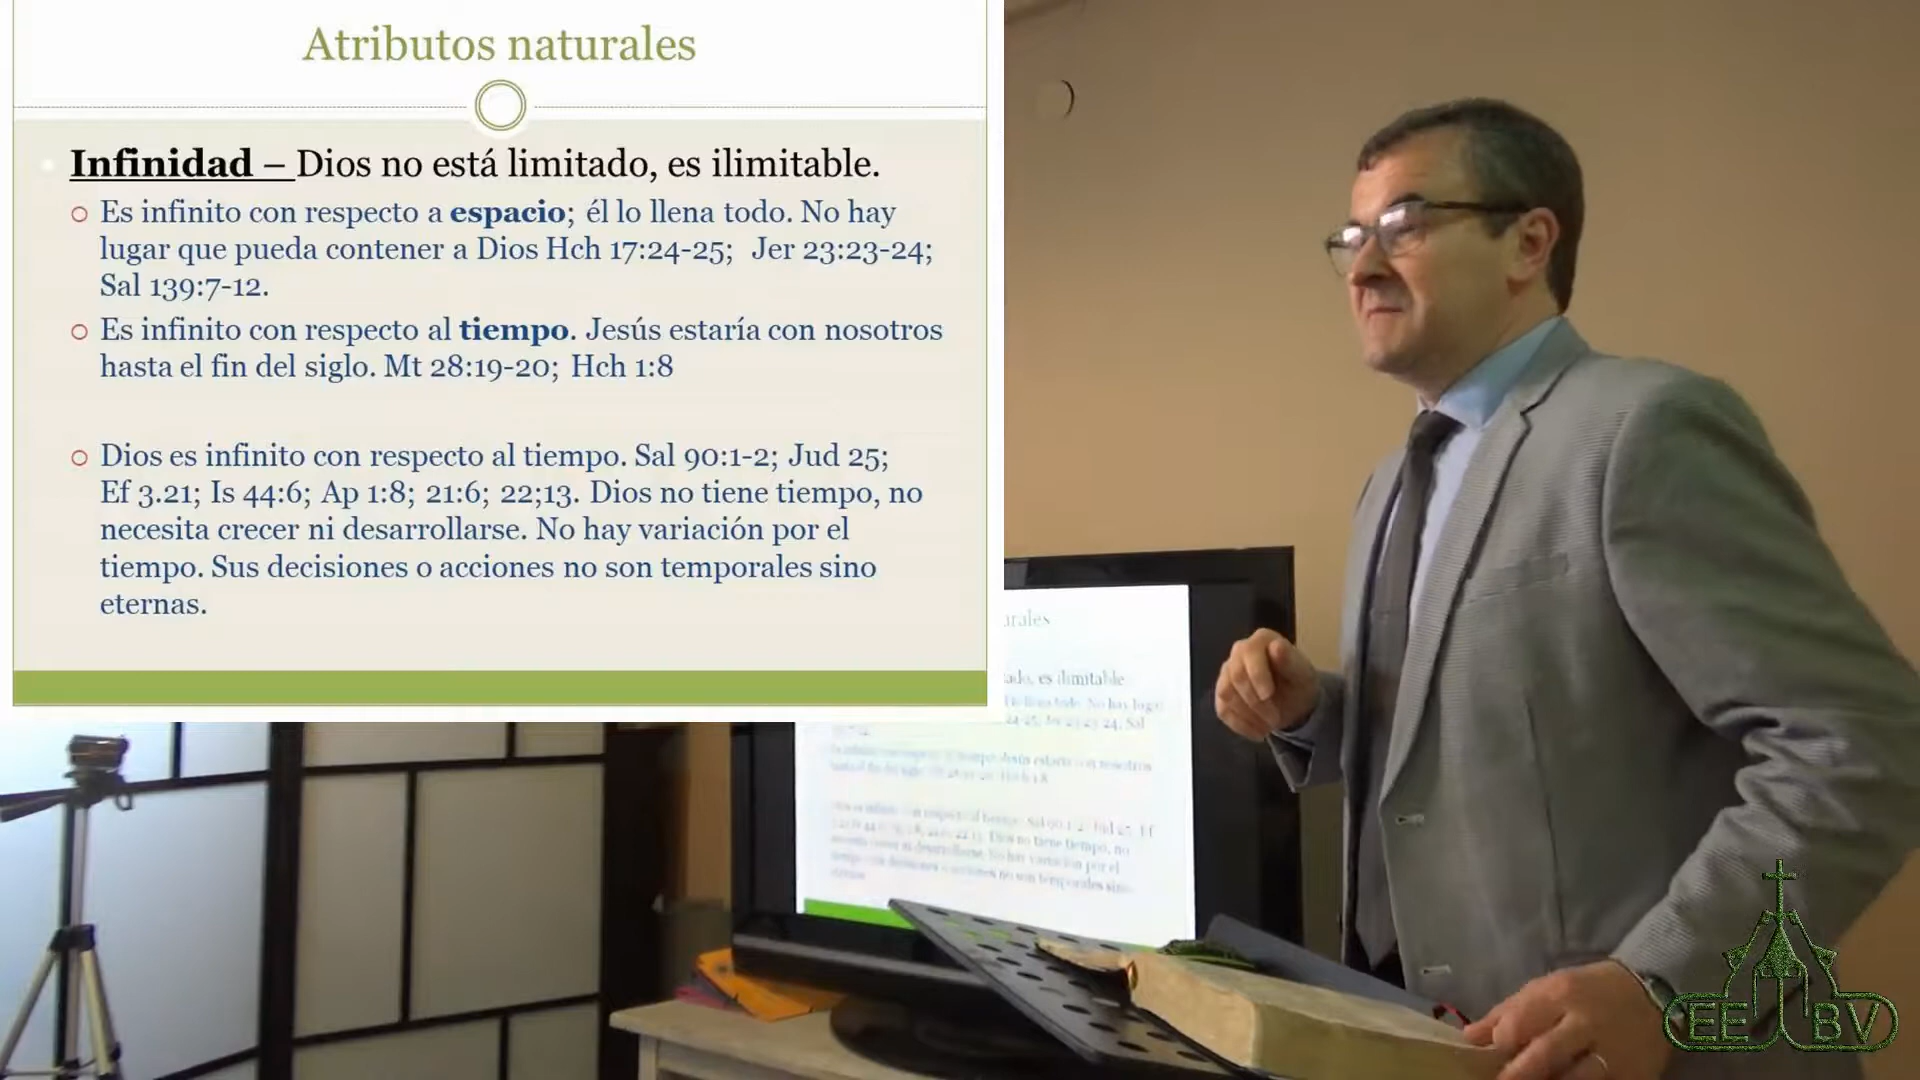 Atributos naturales
Infinidad – Dios no está limitado, es ilimitable.
Es infinito con respecto a espacio; él lo llena todo. No hay
lugar que pueda contener a Dios Hch 17:24-25; Jer 23:23-24;
Sal 139:7-12.
Es infinito con respecto al tiempo. Jesús estaría con nosotros
hasta el fin del siglo. Mt 28:19-20; Hch 1:8
Dios es infinito con respecto al tiempo. Sal 90:1-2; Jud 25;
Ef 3.21; Is 44:6; Ap 1:8; 21:6; 22;13. Dios no tiene tiempo, no
necesita crecer ni desarrollarse. No hay variación por el
tiempo. Sus decisiones o acciones no son temporales sino
eternas.
es ilimitable
EE BV